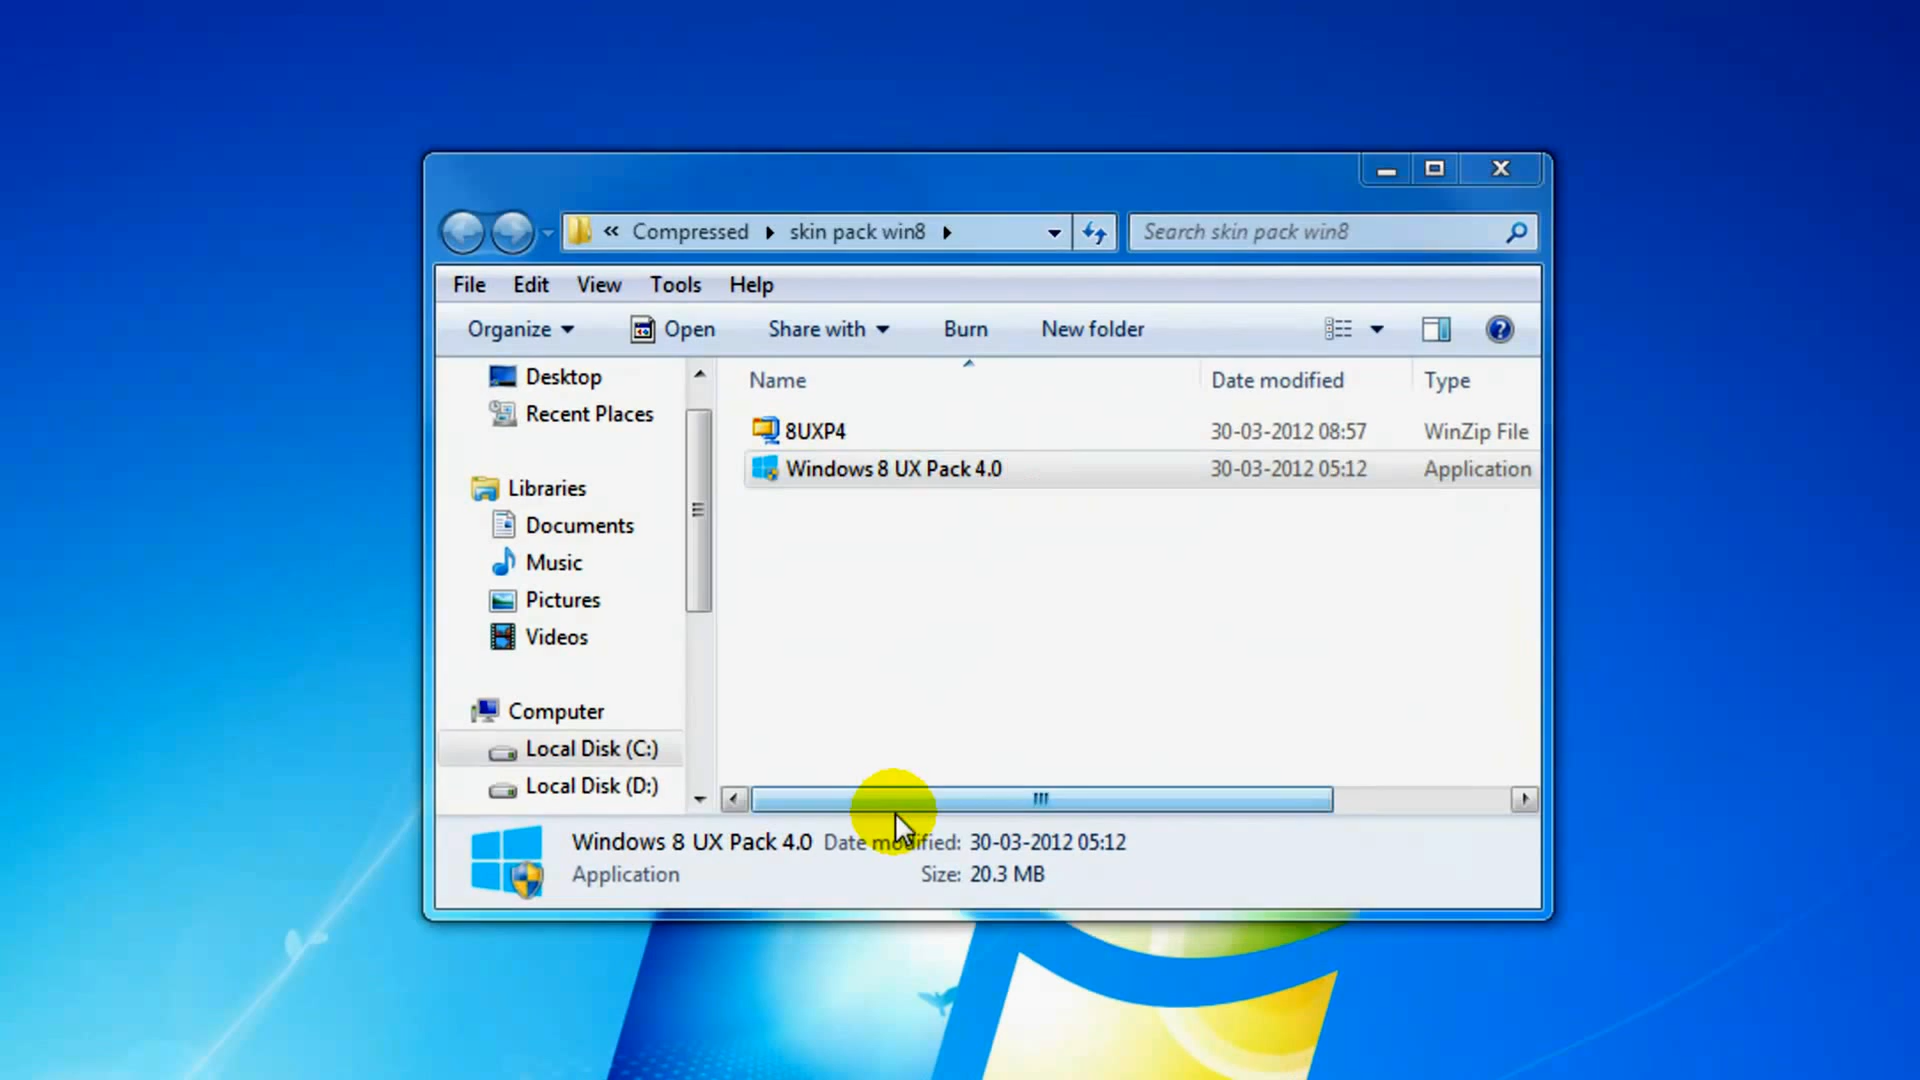 « Compressed skin pack win8
Search skin pack win8
File Edit View Tools Help
Organize Open Share with Burn New folder
Desktop
Recent Places
Libraries
Documents
Music
Pictures
Videos
Computer
Local Disk (C:)
Local Disk (D:)
Name Date modified Type
8UXP4 30-03-2012 08:57 WinZip File
Windows 8 UX Pack 4.0 30-03-2012 05:12 Application
Windows 8 UX Pack 4.0 Date modified: 30-03-2012 05:12
Application Size: 20.3 MB